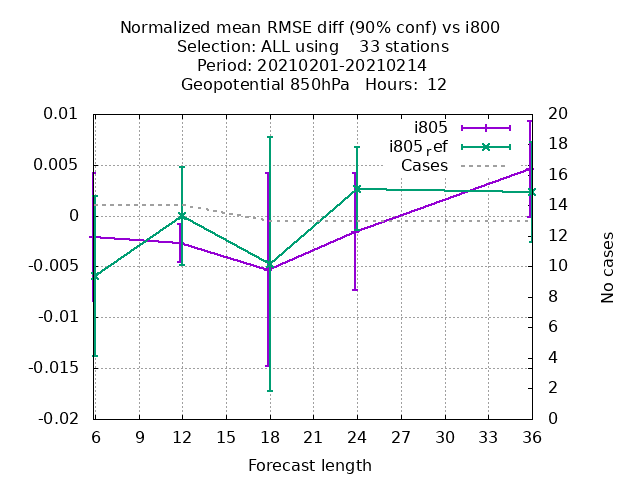 Normalized mean RMSE diff (90% conf) vs i800
Selection: ALL using    33 stations
Period: 20210201-20210214
Geopotential 850hPa   Hours:  12
0.01
0.005
0
-0.005
-0.01
-0.015
-0.02
i805
i805ref
Cases
20
18
16
14
12
10
8
6
4
2
0
No cases
6 9 12 15 18 21 24 27 30 33 36
Forecast length